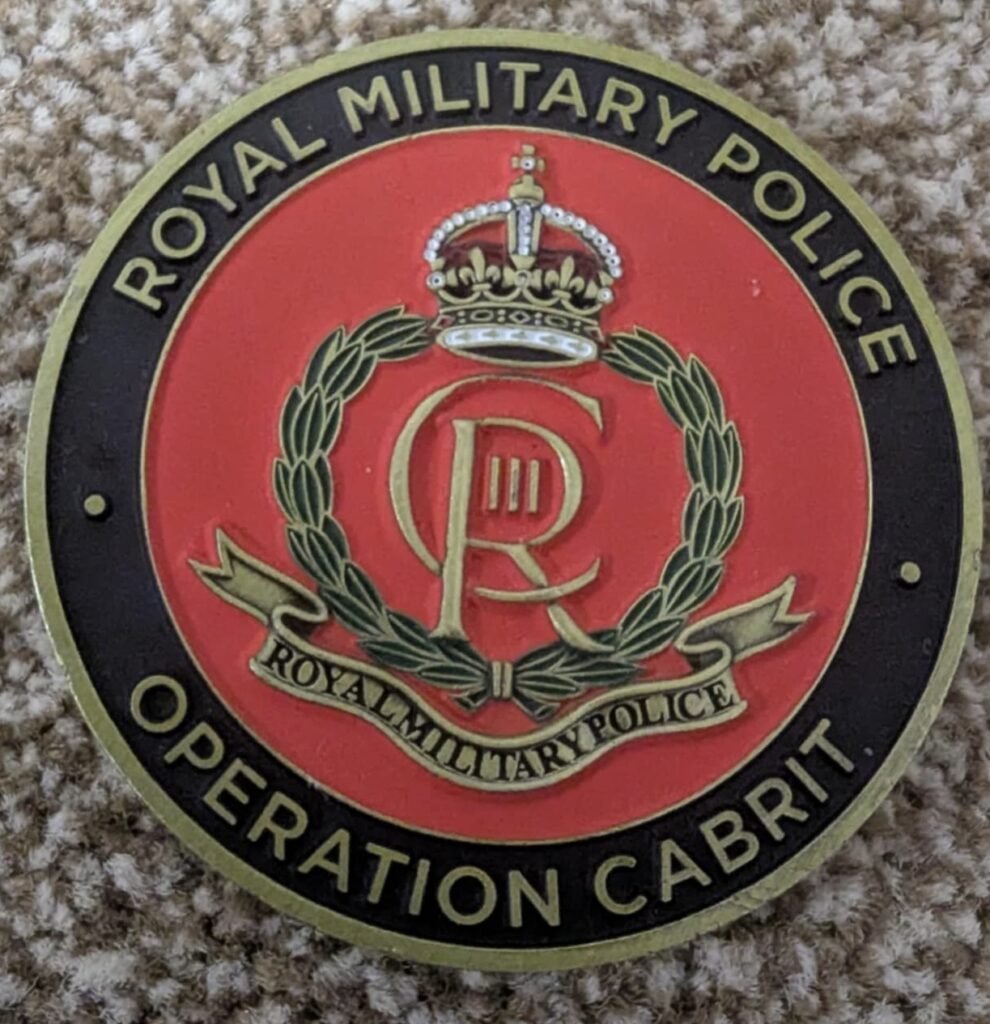 ROYAL MILITARY POLICE
CR III
ROYAL MILITARY POLICE
OPERATION CABRIT